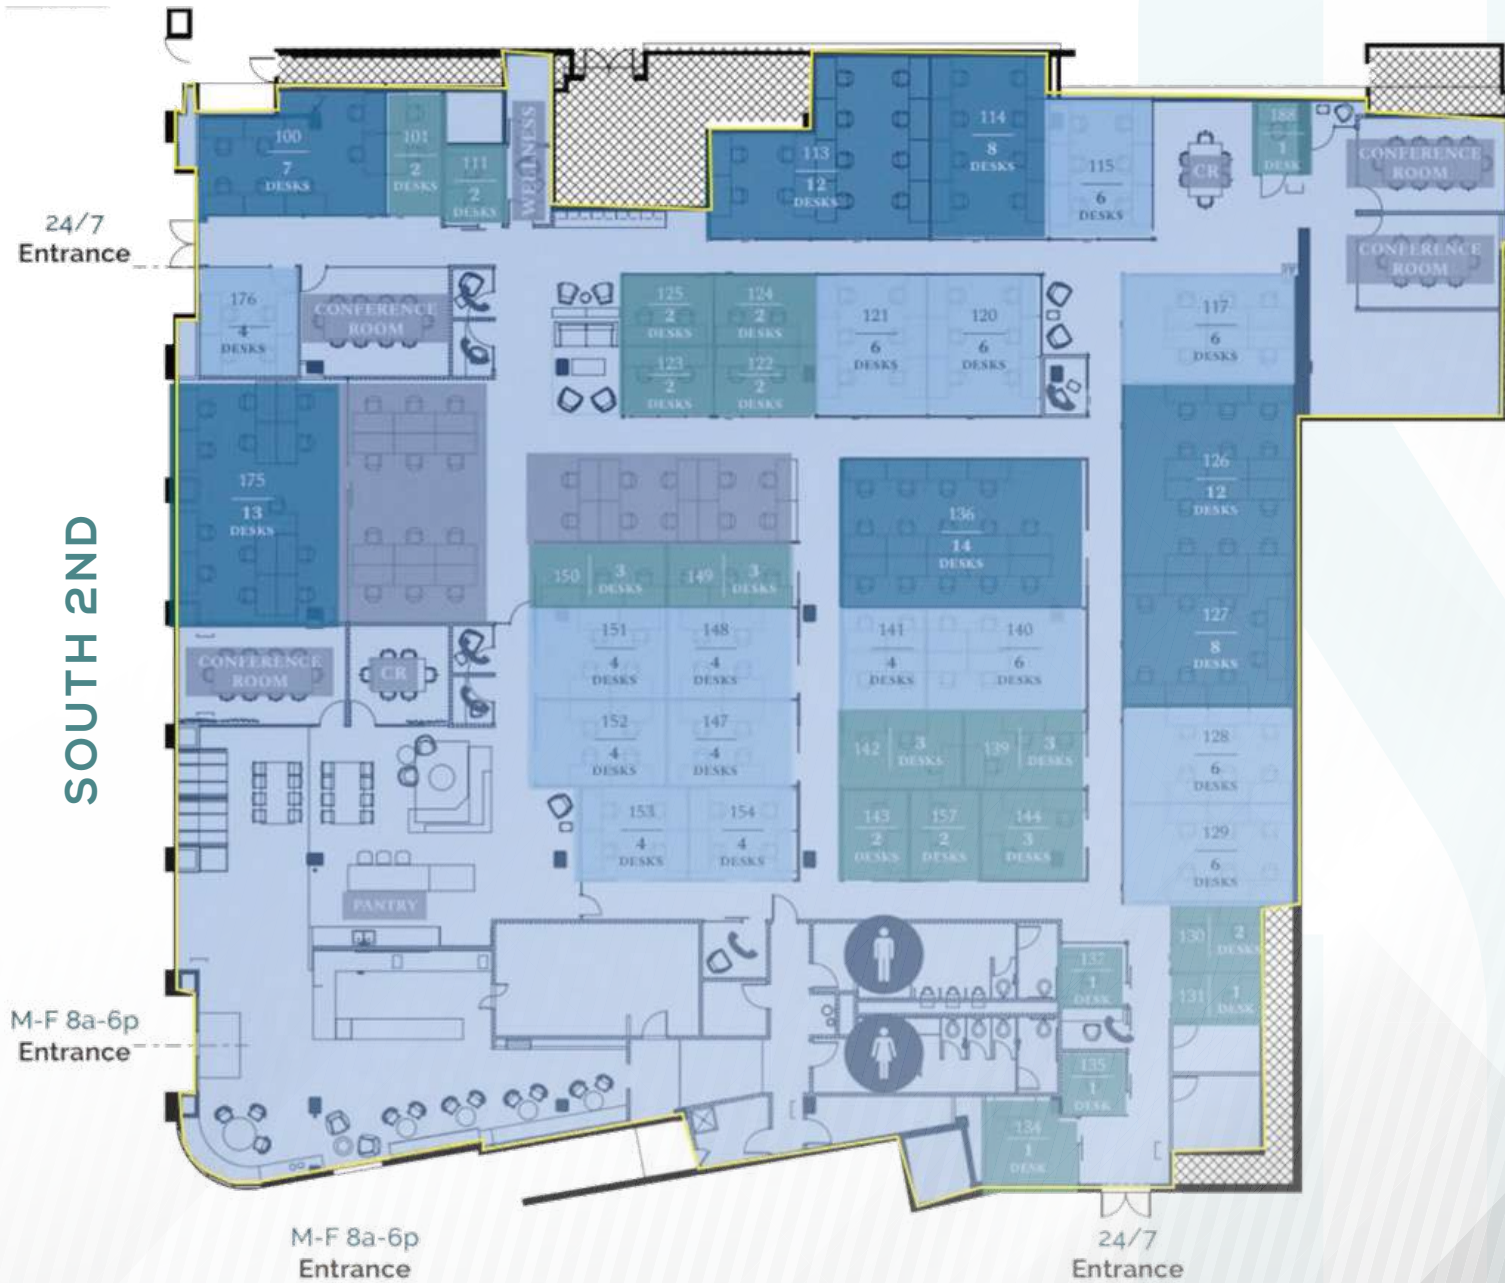 100
7
DESKS
101
2
DESKS
111
2
DESKS
WELLNESS
113
12
DESKS
114
8
DESKS
115
6
DESKS
CR
188
1
DESK
CONFERENCE
ROOM
CONFERENCE
ROOM
24/7
Entrance
176
4
DESKS
CONFERENCE
ROOM
125
2
DESKS
124
2
DESKS
123
2
DESKS
122
2
DESKS
121
6
DESKS
120
6
DESKS
117
6
DESKS
175
13
DESKS
126
12
DESKS
136
14
DESKS
150 3
DESKS
149 3
DESKS
127
8
DESKS
SOUTH 2ND
151
4
DESKS
148
4
DESKS
141
4
DESKS
140
6
DESKS
CONFERENCE
ROOM
CR
152
4
DESKS
147
4
DESKS
142 3
DESKS
139 3
DESKS
128
6
DESKS
153
4
DESKS
154
4
DESKS
143
2
DESKS
157
2
DESKS
144
3
DESKS
129
6
DESKS
PANTRY
130 2
DESKS
131 1
DESK
137
1
DESK
135
1
DESK
134
1
DESK
M-F 8a-6p
Entrance
M-F 8a-6p
Entrance
24/7
Entrance